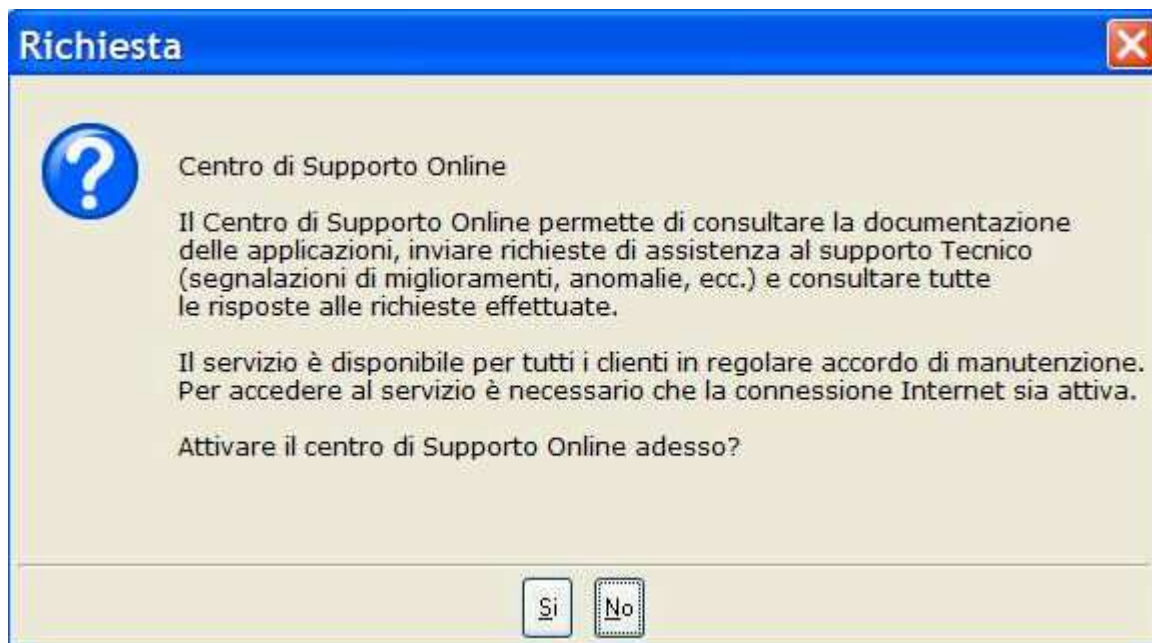 Richiesta
Centro di Supporto Online
Il Centro di Supporto Online permette di consultare la documentazione
delle applicazioni, inviare richieste di assistenza al supporto Tecnico
(segnalazioni di miglioramenti, anomalie, ecc.) e consultare tutte
le risposte alle richieste effettuate.
Il servizio è disponibile per tutti i clienti in regolare accordo di manutenzione.
Per accedere al servizio è necessario che la connessione Internet sia attiva.
Attivare il centro di Supporto Online adesso?
Si No